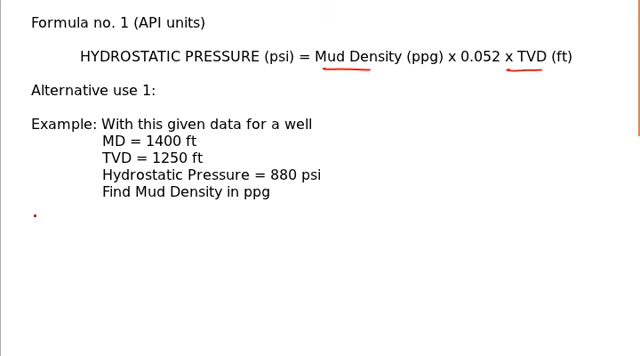 Formula no. 1 (API units)
HYDROSTATIC PRESSURE (psi) = Mud Density (ppg) x 0.052 x TVD (ft)
Alternative use 1:
Example: With this given data for a well
MD = 1400 ft
TVD = 1250 ft
Hydrostatic Pressure = 880 psi
Find Mud Density in ppg